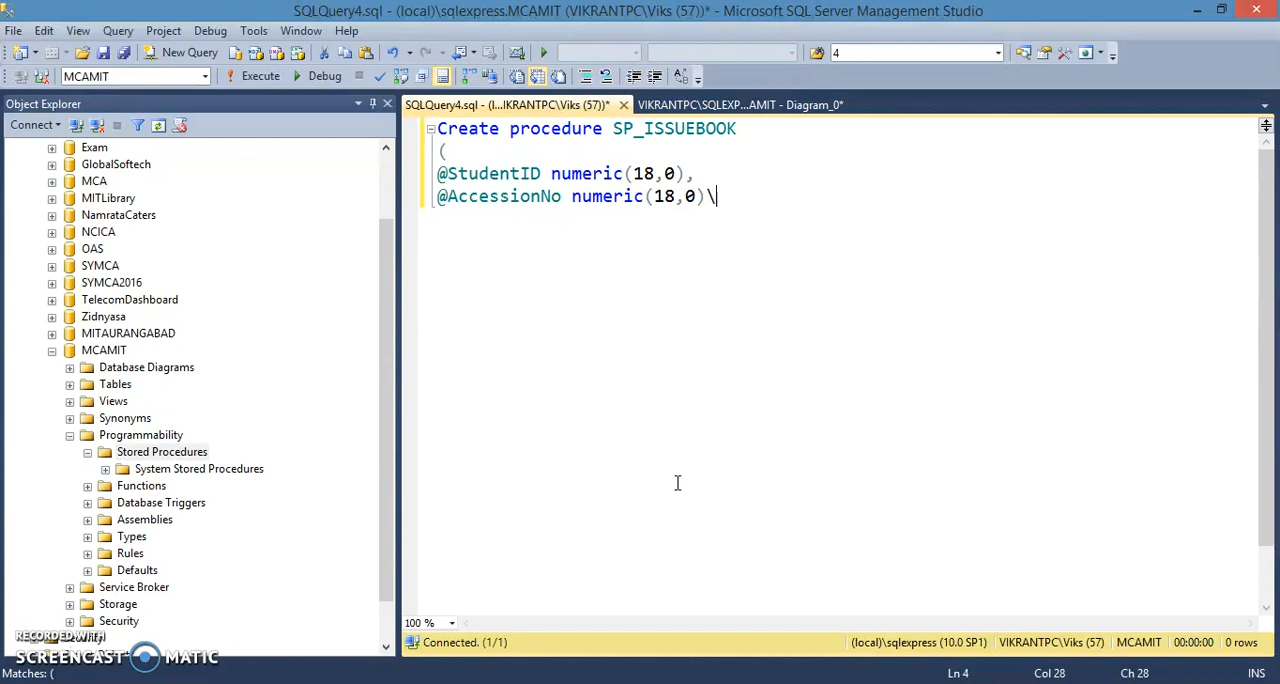 SQLQuery4.sql - (local)\sqlexpress.MCAMIT (VIKRANTPC\Viks (57))* - Microsoft SQL Server Management Studio
File Edit View Query Project Debug Tools Window Help
New Query 4
MCAMIT Execute Debug
Object Explorer
SQLQuery4.sql - (l...IKRANTPC\Viks (57))* VIKRANTPC\SQLEXP...AMIT - Diagram_0*
Connect
Exam
GlobalSoftech
MCA
MITLibrary
NamrataCaters
NCICA
OAS
SYMCA
SYMCA2016
TelecomDashboard
Zidnyasa
MITAURANGABAD
MCAMIT
Database Diagrams
Tables
Views
Synonyms
Programmability
Stored Procedures
System Stored Procedures
Functions
Database Triggers
Assemblies
Types
Rules
Defaults
Service Broker
Storage
Security
Security
Create procedure SP_ISSUEBOOK
(
@StudentID numeric(18,0),
@AccessionNo numeric(18,0)\
100 %
Connected. (1/1) (local)\sqlexpress (10.0 SP1) VIKRANTPC\Viks (57) MCAMIT 00:00:00 0 rows
RECORDED WITH
SCREENCAST MATIC
Matches: ( Ln 4 Col 28 Ch 28 INS